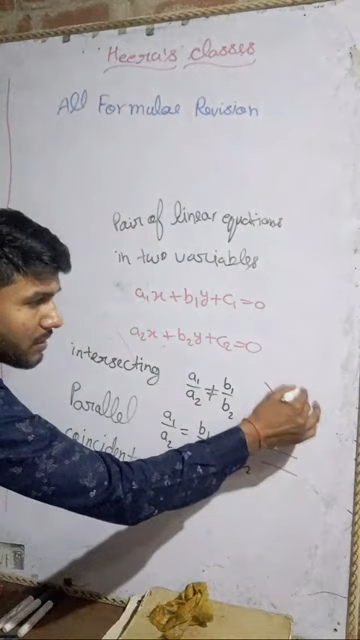 Heera's classes
All Formulae Revision
Pair of linear equations
in two variables
a₁x + b₁y + c₁ = 0
a₂x + b₂y + c₂ = 0
intersecting a₁/a₂ ≠ b₁/b₂
Parallel a₁/a₂ = b₁
coincident